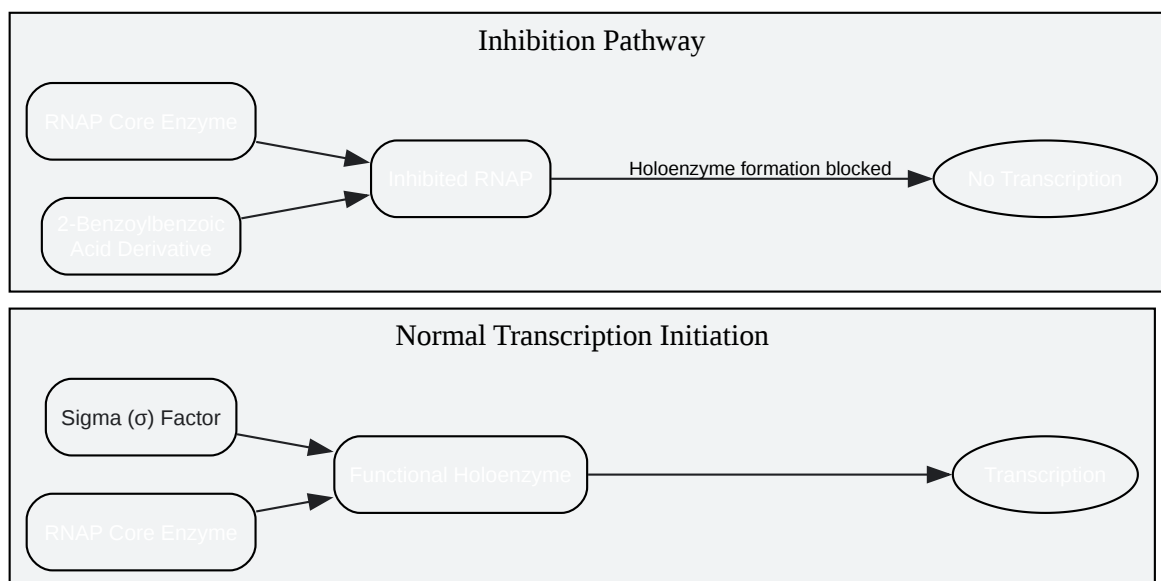 Inhibition Pathway
RNAP Core Enzyme
2-Benzoylbenzoic
Acid Derivative
Inhibited RNAP
Holoenzyme formation blocked
No Transcription
Normal Transcription Initiation
Sigma (σ) Factor
RNAP Core Enzyme
Functional Holoenzyme
Transcription